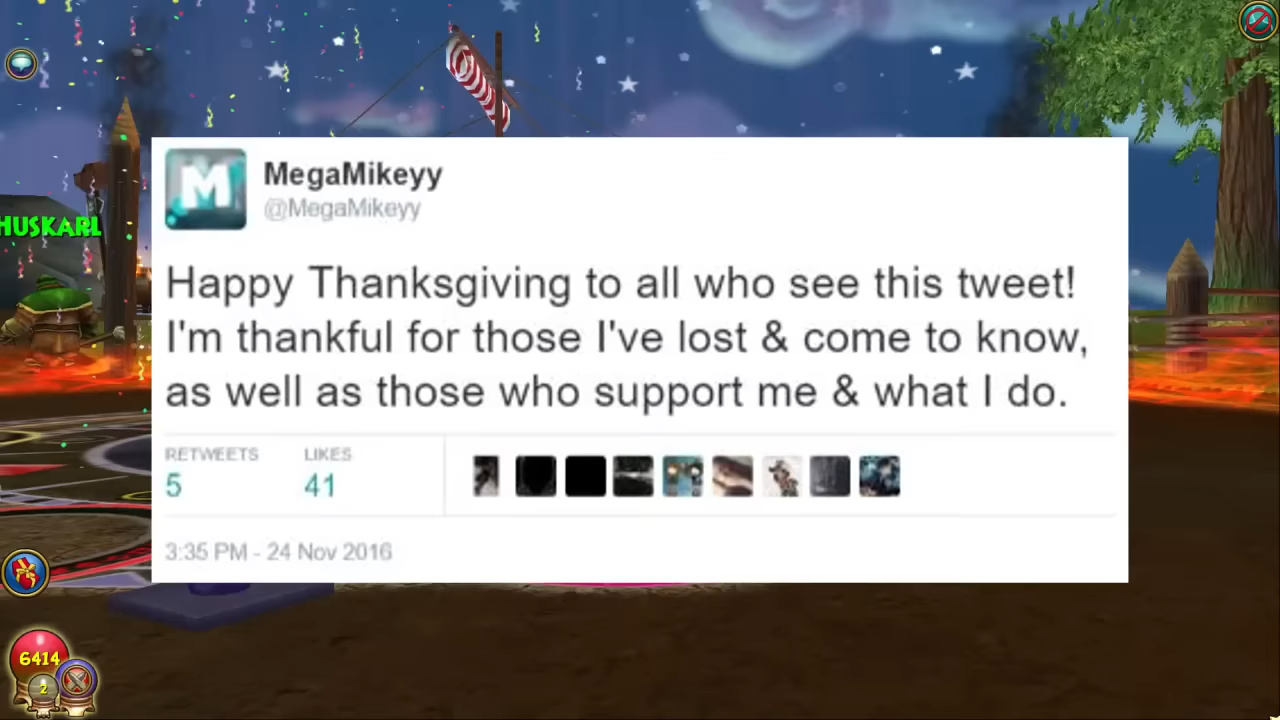 HUSKARL
M
MegaMikeyy
@MegaMikeyy
Happy Thanksgiving to all who see this tweet!
I'm thankful for those I've lost & come to know,
as well as those who support me & what I do.
RETWEETS LIKES
5 41
3:35 PM - 24 Nov 2016
6414
2